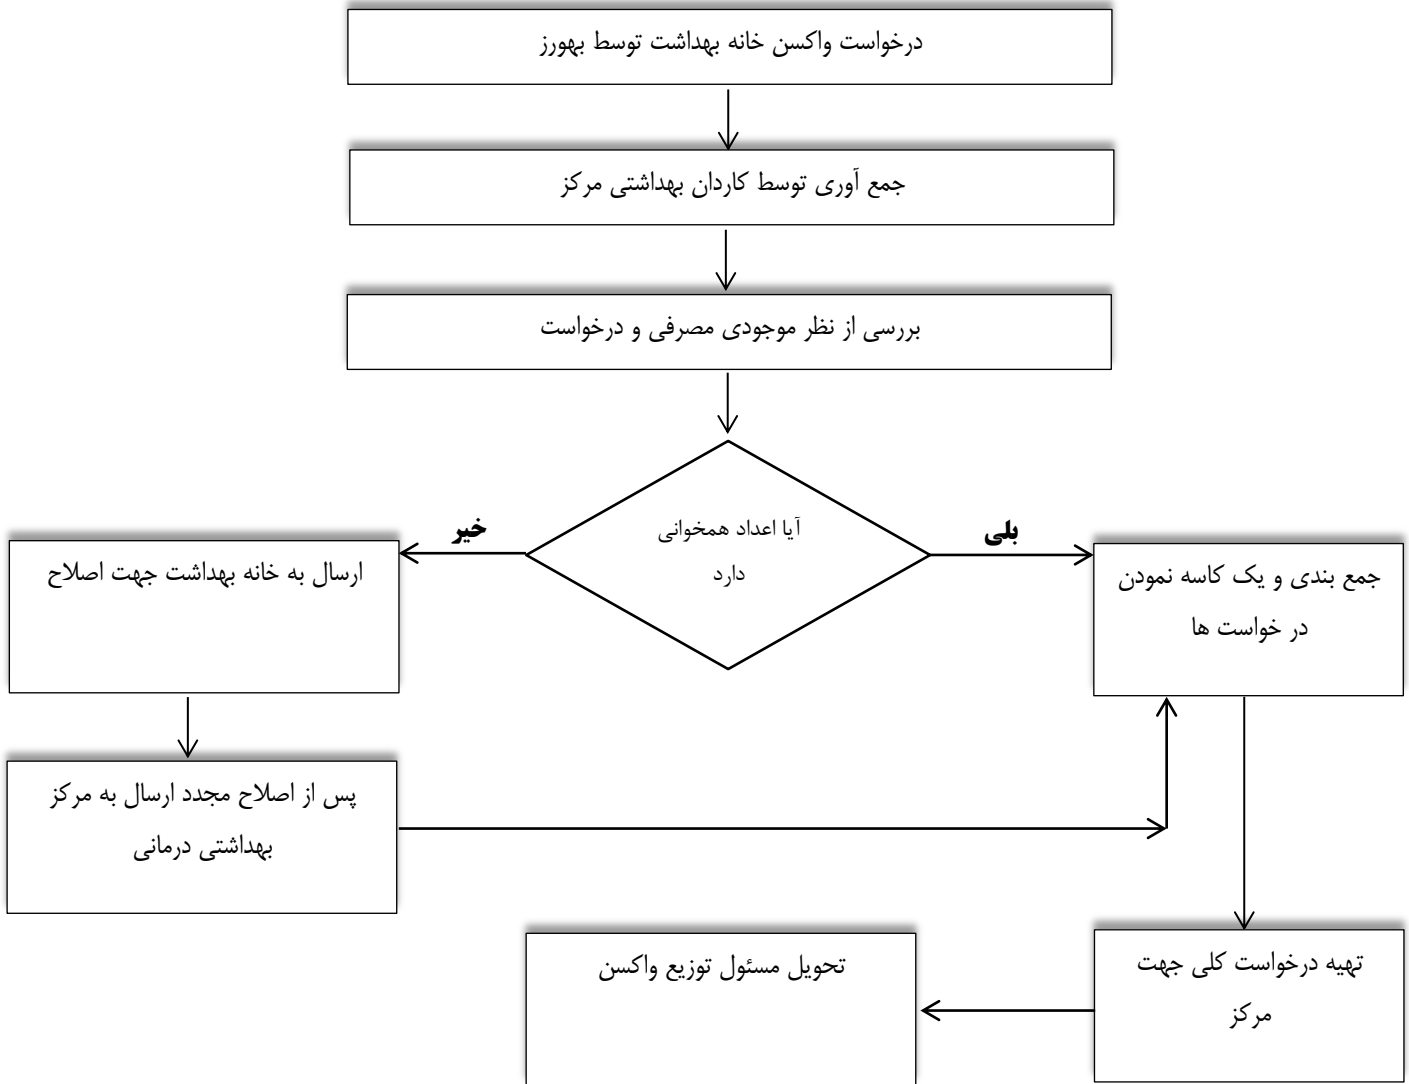 درخواست واکسن خانه بهداشت توسط بهورز
جمع آوری توسط کاردان بهداشتی مرکز
بررسی از نظر موجودی مصرفی و درخواست
آیا اعداد همخوانی
دارد
بلی
خیر
جمع بندی و یک کاسه نمودن
در خواست ها
ارسال به خانه بهداشت جهت اصلاح
پس از اصلاح مجدد ارسال به مرکز
بهداشتی درمانی
تهیه درخواست کلی جهت
مرکز
تحویل مسئول توزیع واکسن